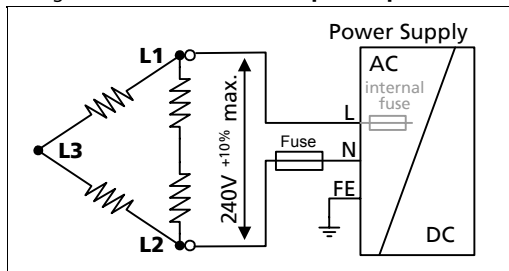 Power Supply
L1
AC
internal
fuse
L
L3
240V +10% max.
Fuse
N
FE
L2
DC